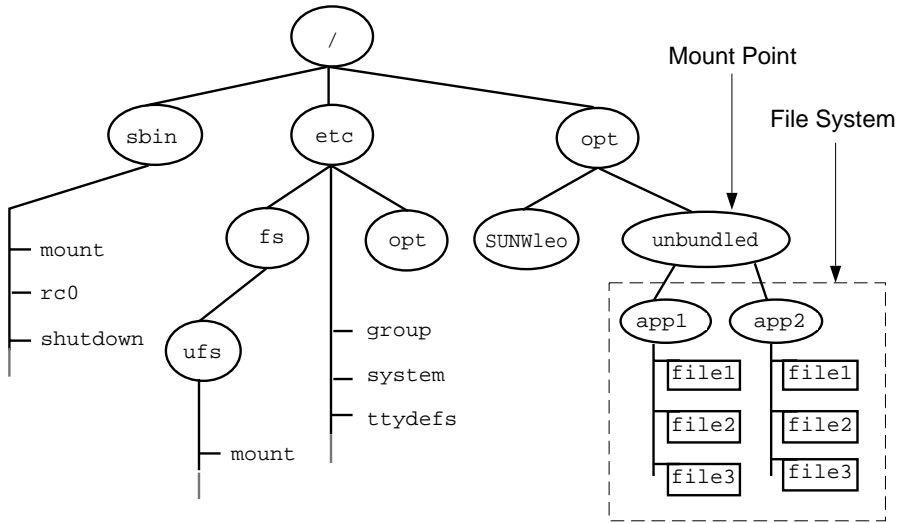 /
Mount Point
File System
sbin
etc
opt
fs
opt
SUNWleo
unbundled
mount
rc0
shutdown
ufs
group
system
ttydefs
mount
app1
app2
file1
file1
file2
file2
file3
file3